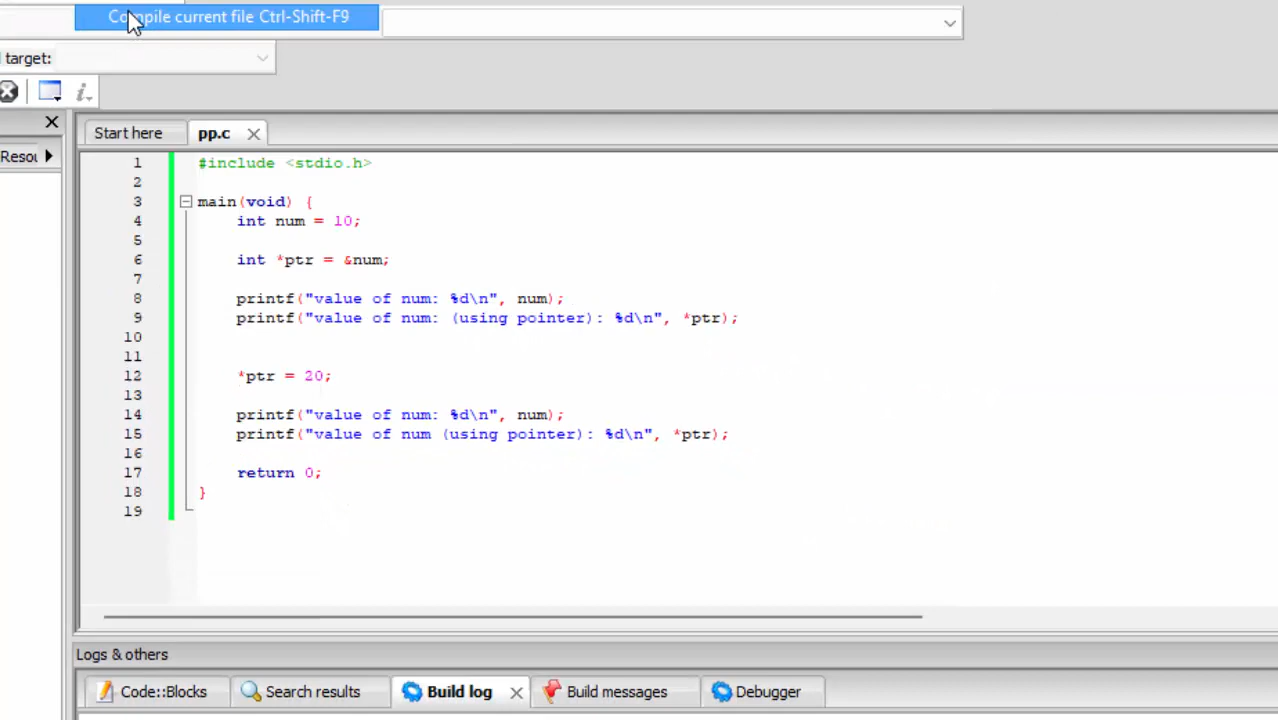 Compile current file Ctrl-Shift-F9
target:
Start here
pp.c
Resou
1 #include <stdio.h>
2
3 main(void) {
4 int num = 10;
5
6 int *ptr = &num;
7
8 printf("value of num: %d\n", num);
9 printf("value of num: (using pointer): %d\n", *ptr);
10
11
12 *ptr = 20;
13
14 printf("value of num: %d\n", num);
15 printf("value of num (using pointer): %d\n", *ptr);
16
17 return 0;
18 }
19
Logs & others
Code::Blocks
Search results
Build log
Build messages
Debugger